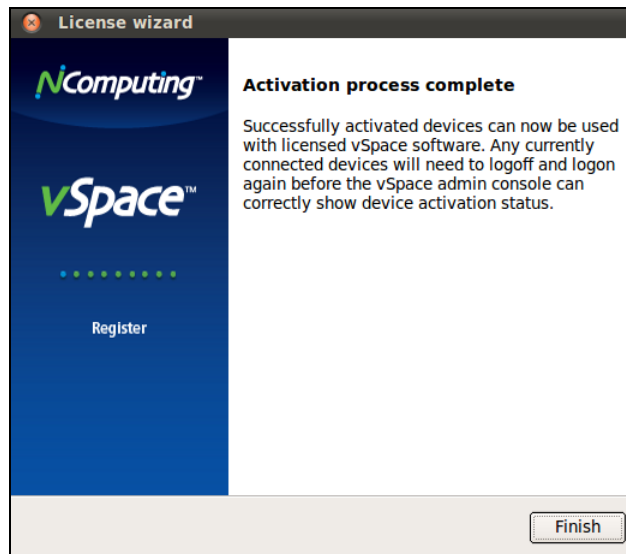 License wizard
NComputing™
Activation process complete
Successfully activated devices can now be used
with licensed vSpace software. Any currently
connected devices will need to logoff and logon
again before the vSpace admin console can
correctly show device activation status.
vSpace™
Register
Finish